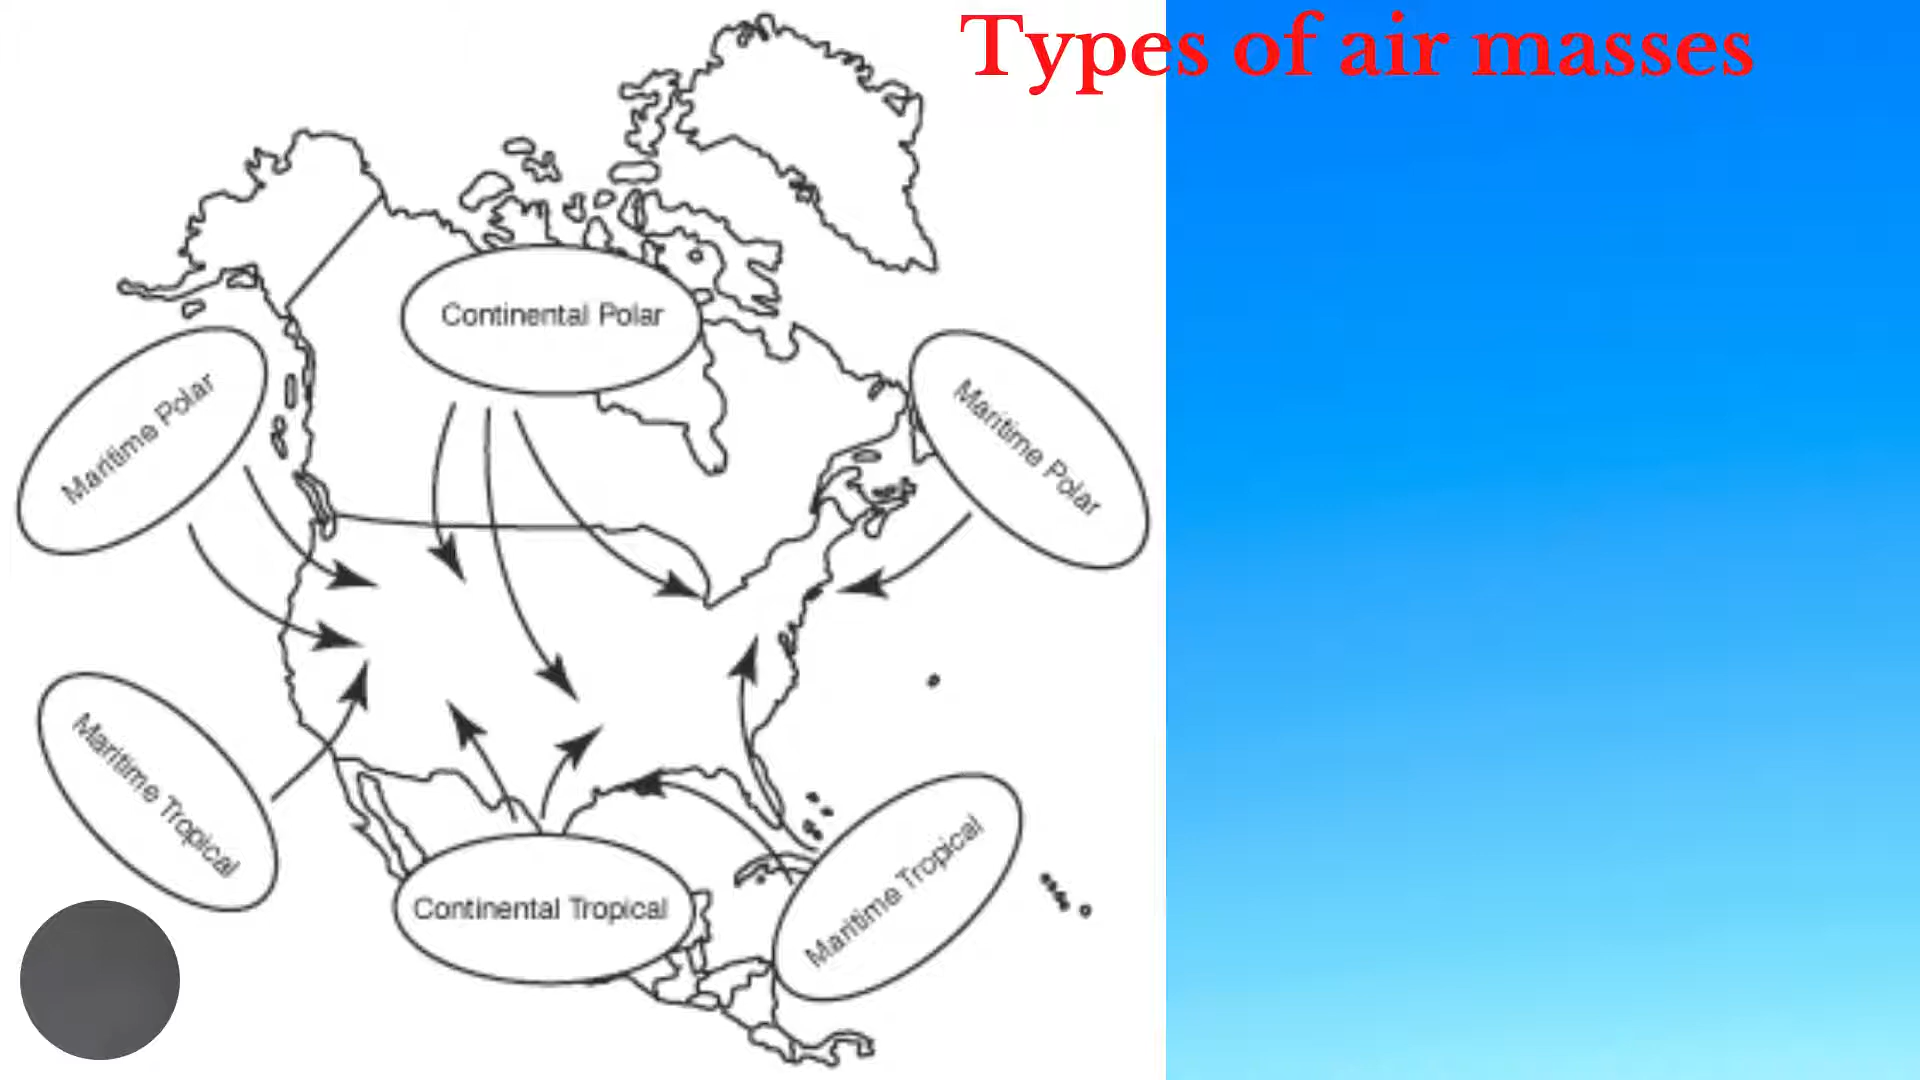 Types of air masses
Continental Polar
Maritime Polar
Maritime Polar
Maritime Tropical
Continental Tropical
Maritime Tropical